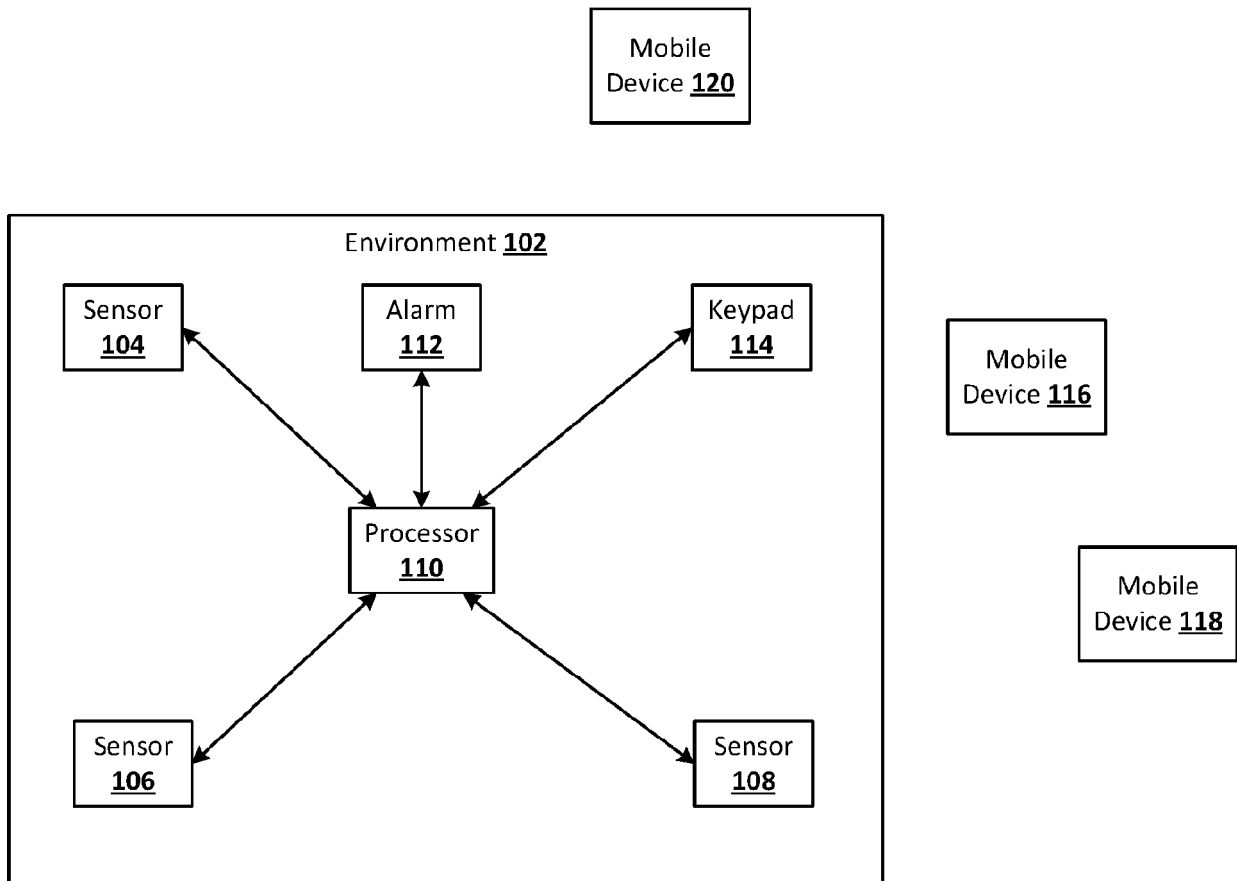 Mobile
Device 120
Environment 102
Sensor
104
Alarm
112
Keypad
114
Mobile
Device 116
Processor
110
Mobile
Device 118
Sensor
106
Sensor
108